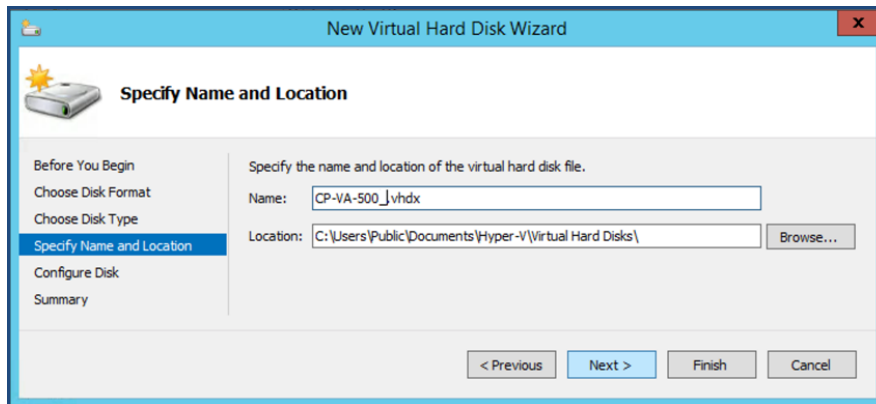 New Virtual Hard Disk Wizard
x
Specify Name and Location
Before You Begin
Choose Disk Format
Choose Disk Type
Specify Name and Location
Configure Disk
Summary
Specify the name and location of the virtual hard disk file.
Name: CP-VA-500_.vhdx
Location: C:\Users\Public\Documents\Hyper-V\Virtual Hard Disks\ Browse...
< Previous Next > Finish Cancel